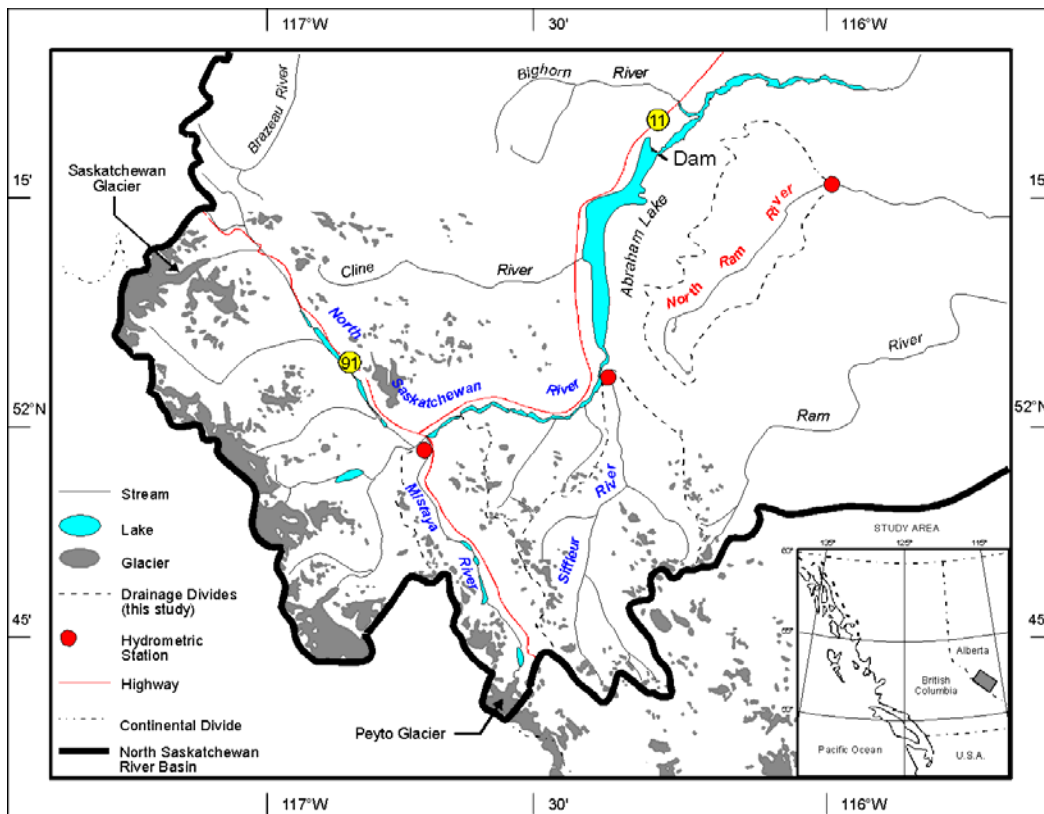 117°W
30'
116°W
Bighorn
River
11
Brazeau River
Dam
Saskatchewan
Glacier
15'
15'
River
Abraham Lake
Ram
North
Cline
River
North
River
91
Saskatchewan
River
52°N
52°N
Ram
Mistaya
River
River
Siffleur
Stream
Lake
Glacier
Drainage Divides
(this study)
45'
45'
Hydrometric
Station
Highway
Continental Divide
North Saskatchewan
River Basin
Peyto Glacier
STUDY AREA
Alberta
British
Columbia
Pacific Ocean
U.S.A.
117°W
30'
116°W